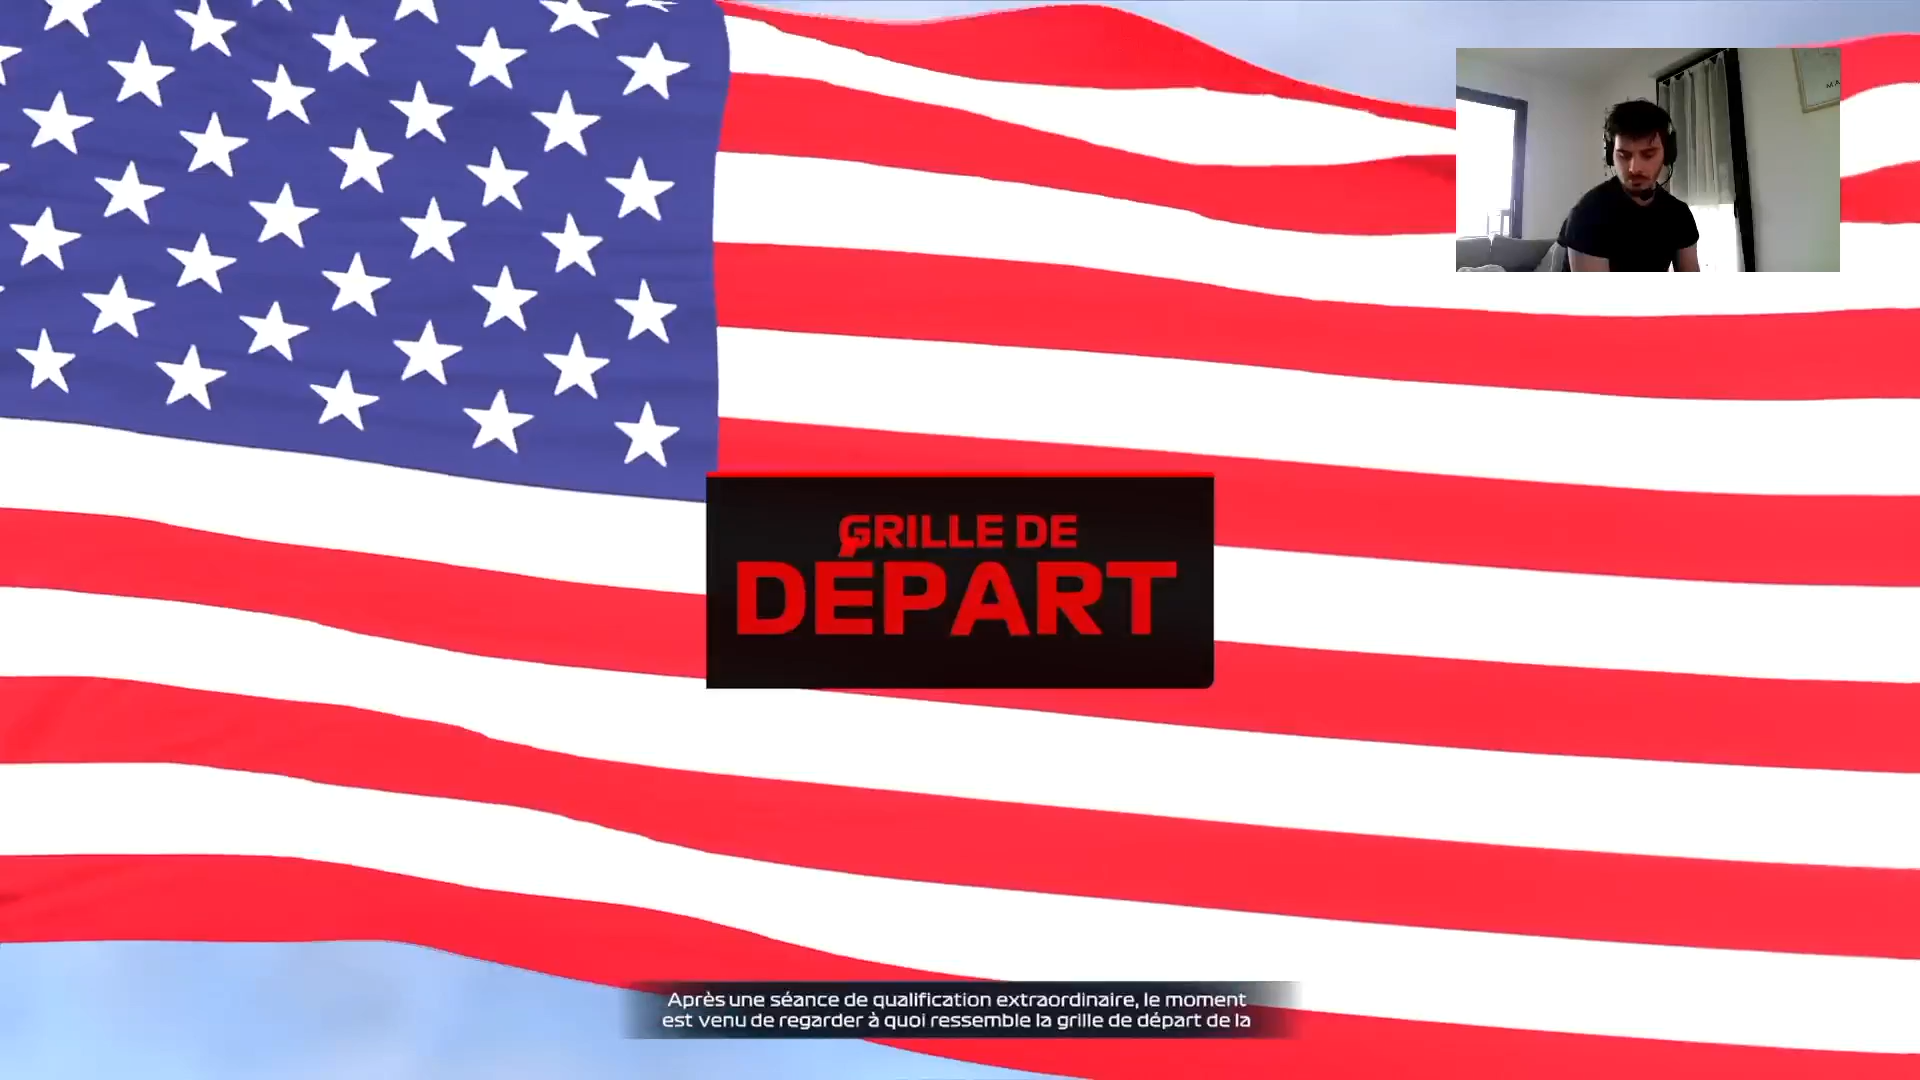 GRILLE DE
DÉPART
Après une séance de qualification extraordinaire, le moment
est venu de regarder à quoi ressemble la grille de départ de la